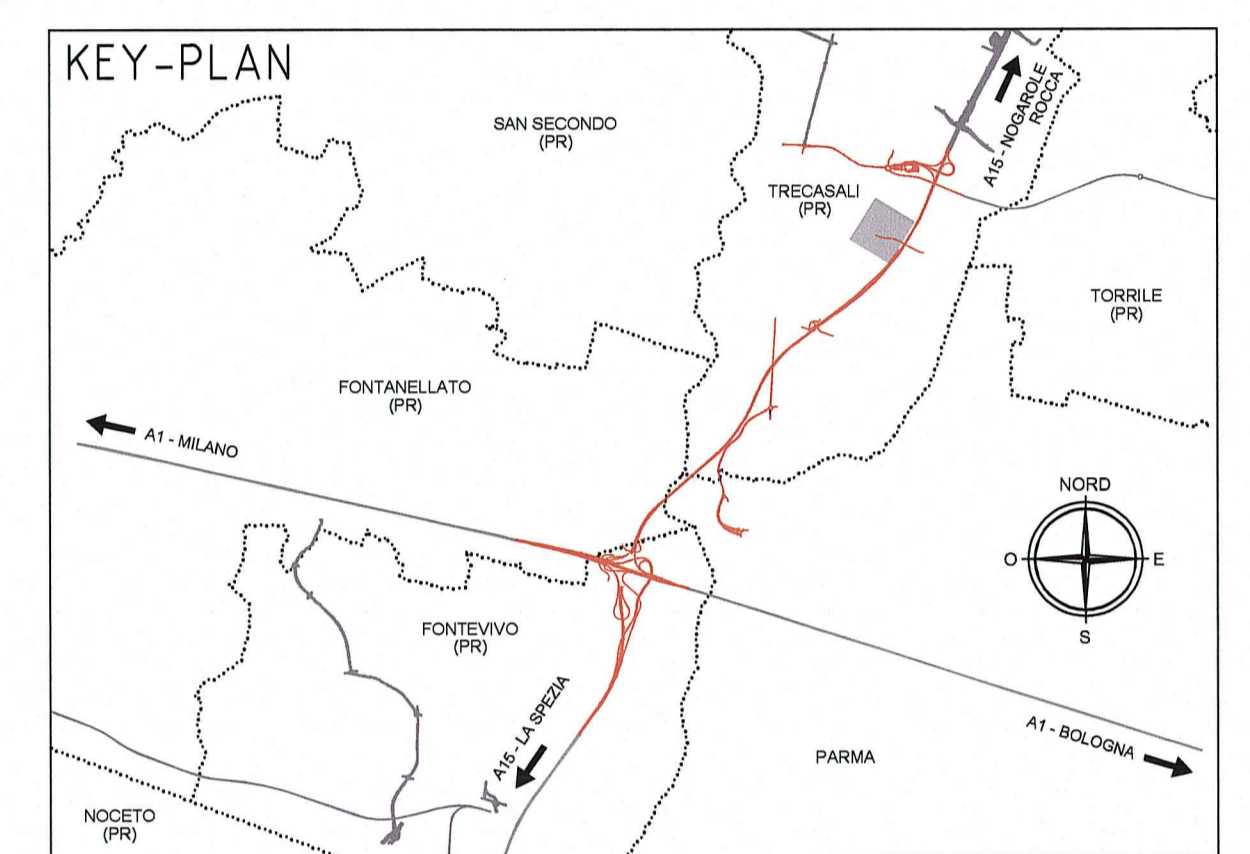 KEY-PLAN
SAN SECONDO
(PR)
A15 - NOGAROLE
ROCCA
TRECASALI
(PR)
TORRILE
(PR)
FONTANELLATO
(PR)
A1 - MILANO
NORD
O
E
S
FONTEVIVO
(PR)
A15 - LA SPEZIA
A1 - BOLOGNA
PARMA
NOCETO
(PR)